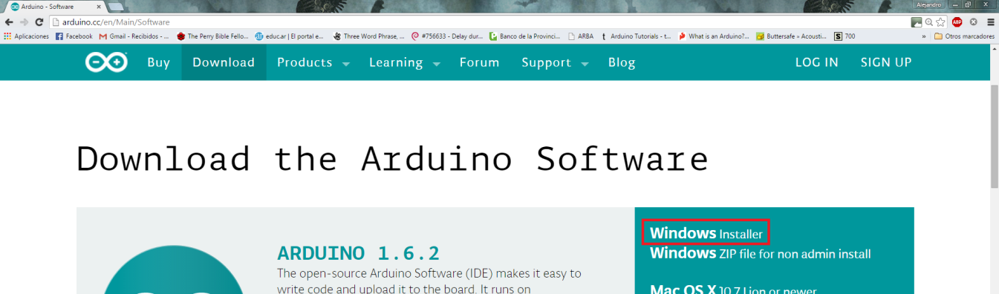 Arduino - Software
Alejandro
arduino.cc/en/Main/Software
ABP
Aplicaciones Facebook Gmail - Recibidos - ... The Perry Bible Fello... educ.ar | El portal e... Three Word Phrase, ... #756633 - Delay dur... Banco de la Provinci... ARBA Arduino Tutorials - t... What is an Arduino?... Buttersafe » Acousti... 700 » Otros marcadores
Buy Download Products Learning Forum Support Blog LOG IN SIGN UP
Download the Arduino Software
ARDUINO 1.6.2
The open-source Arduino Software (IDE) makes it easy to
write code and upload it to the board. It runs on
Windows Installer
Windows ZIP file for non admin install
Mac OS X 10.7 Lion or newer